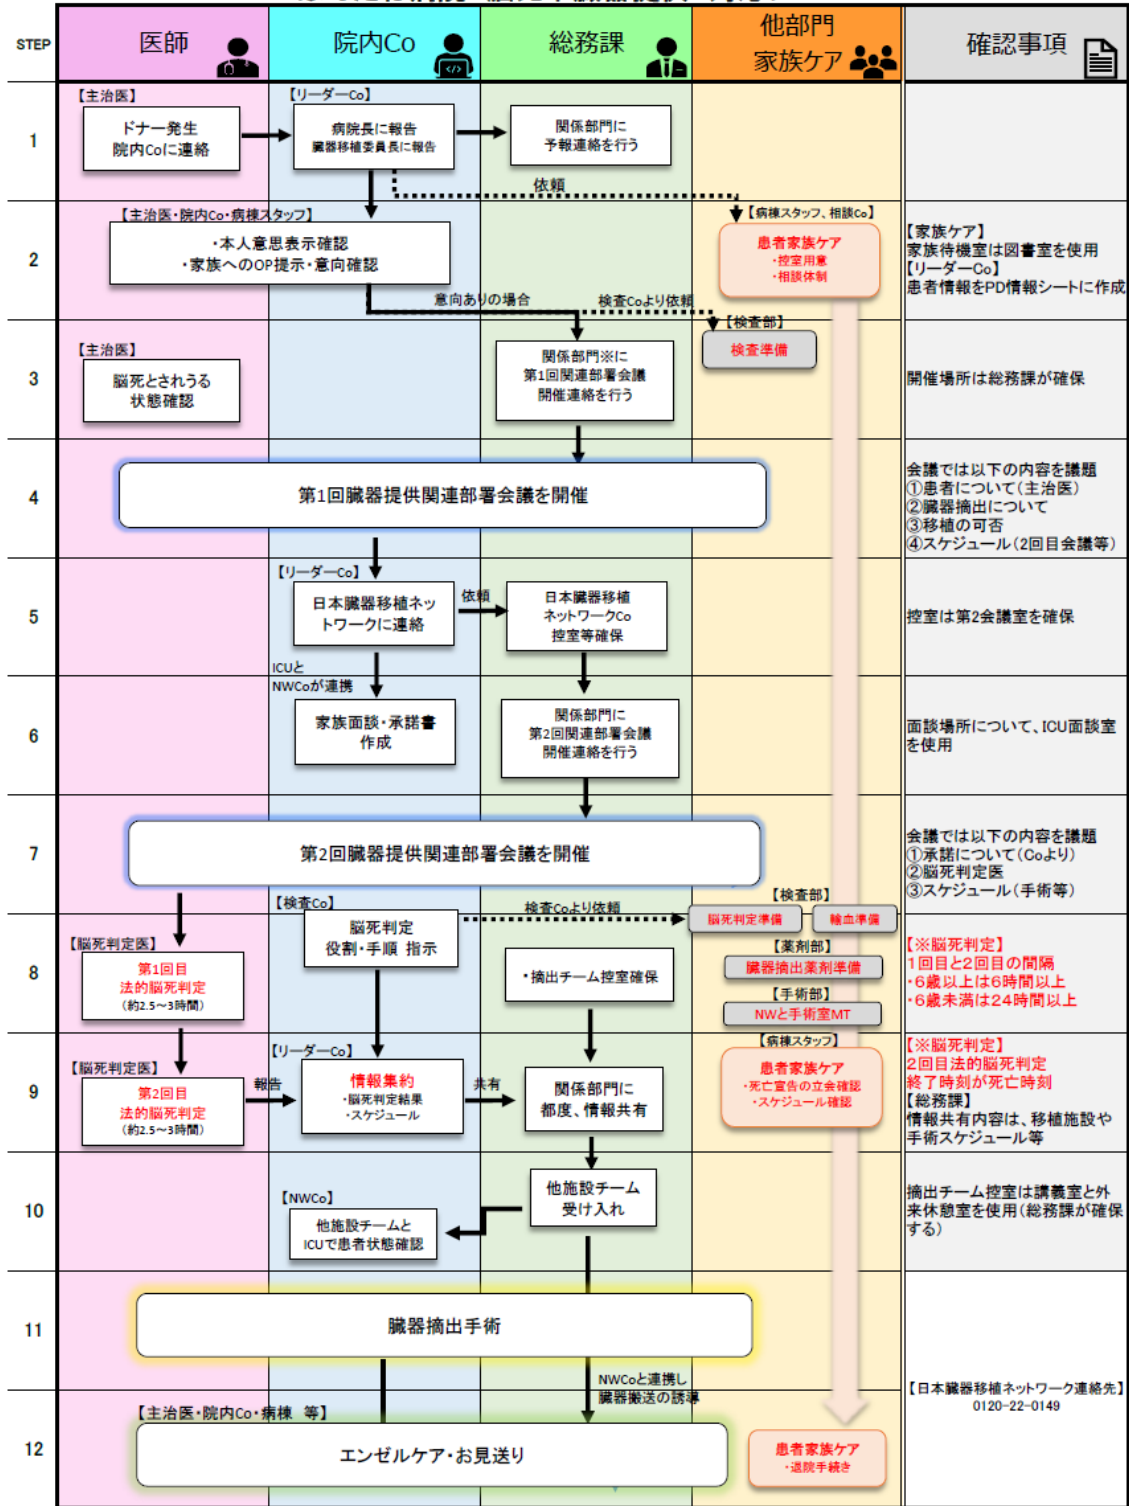 STEP
医師
院内Co
総務課
他部門
家族ケア
確認事項
1
【主治医】
ドナー発生
院内Coに連絡
【リーダーCo】
病院長に報告
臓器移植委員長に報告
関係部門に
予報連絡を行う
依頼
2
【主治医・院内Co・病棟スタッフ】
・本人意思表示確認
・家族へのOP提示・意向確認
【病棟スタッフ、相談Co】
患者家族ケア
・控室用意
・相談体制
【家族ケア】
家族待機室は図書室を使用
【リーダーCo】
患者情報をPD情報シートに作成
意向ありの場合
検査Coより依頼
3
【主治医】
脳死とされうる
状態確認
関係部門※に
第1回関連部署会議
開催連絡を行う
【検査部】
検査準備
開催場所は総務課が確保
4
第1回臓器提供関連部署会議を開催
会議では以下の内容を議題
①患者について(主治医)
②臓器摘出について
③移植の可否
④スケジュール(2回目会議等)
5
【リーダーCo】
日本臓器移植ネッ
トワークに連絡
依頼
日本臓器移植
ネットワークCo
控室等確保
控室は第2会議室を確保
ICUと
NWCoが連携
6
家族面談・承諾書
作成
関係部門に
第2回関連部署会議
開催連絡を行う
面談場所について、ICU面談室
を使用
7
第2回臓器提供関連部署会議を開催
会議では以下の内容を議題
①承諾について(Coより)
②脳死判定医
③スケジュール(手術等)
8
【脳死判定医】
第1回目
法的脳死判定
(約2.5～3時間)
【検査Co】
脳死判定
役割・手順 指示
検査Coより依頼
・摘出チーム控室確保
【検査部】
脳死判定準備
輸血準備
【薬剤部】
臓器摘出薬剤準備
【手術部】
NWと手術室MT
【※脳死判定】
1回目と2回目の間隔
・6歳以上は6時間以上
・6歳未満は24時間以上
9
【脳死判定医】
第2回目
法的脳死判定
(約2.5～3時間)
報告
【リーダーCo】
情報集約
・脳死判定結果
・スケジュール
共有
関係部門に
都度、情報共有
【病棟スタッフ】
患者家族ケア
・死亡宣告の立会確認
・スケジュール確認
【※脳死判定】
2回目法的脳死判定
終了時刻が死亡時刻
【総務課】
情報共有内容は、移植施設や
手術スケジュール等
10
【NWCo】
他施設チームと
ICUで患者状態確認
他施設チーム
受け入れ
摘出チーム控室は講義室と外
来休憩室を使用(総務課が確保
する)
11
臓器摘出手術
NWCoと連携し
臓器搬送の誘導
【日本臓器移植ネットワーク連絡先】
0120-22-0149
12
【主治医・院内Co・病棟 等】
エンゼルケア・お見送り
患者家族ケア
・退院手続き